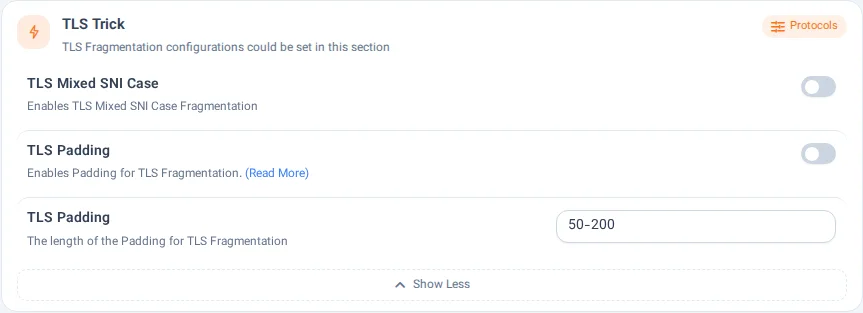 TLS Trick
Protocols
TLS Fragmentation configurations could be set in this section
TLS Mixed SNI Case
Enables TLS Mixed SNI Case Fragmentation
TLS Padding
Enables Padding for TLS Fragmentation. (Read More)
TLS Padding
50-200
The length of the Padding for TLS Fragmentation
Show Less